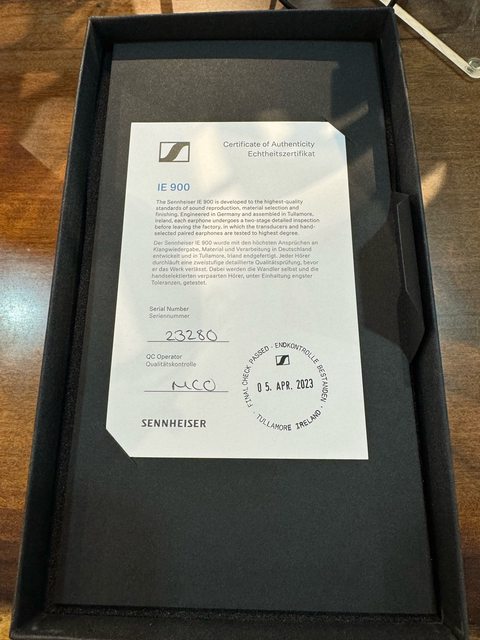 Certificate of Authenticity
Echtheitszertifikat
IE 900
The Sennheiser IE 900 is developed to the highest-quality
standards of sound reproduction, material selection and
finishing. Engineered in Germany and assembled in Tullamore,
Ireland, each earphone undergoes a two-stage detailed inspection
before leaving the factory, in which the transducers and hand-
selected paired earphones are tested to highest degree.
Der Sennheiser IE 900 wurde mit den höchsten Ansprüchen an
Klangwiedergabe, Material und Verarbeitung in Deutschland
entwickelt und in Tullamore, Irland endgefertigt. Jeder Hörer
durchläuft eine zweistufige detaillierte Qualitätsprüfung, bevor
er das Werk verlässt. Dabei werden die Wandler selbst und die
handselektierten verpaarten Hörer, unter Einhaltung engster
Toleranzen, getestet.
Serial Number
Seriennummer
23280
QC Operator
Qualitätskontrolle
MCO
SENNHEISER
FINAL CHECK PASSED · ENDKONTROLLE BESTANDEN ·
05. APR. 2023
TULLAMORE IRELAND ·